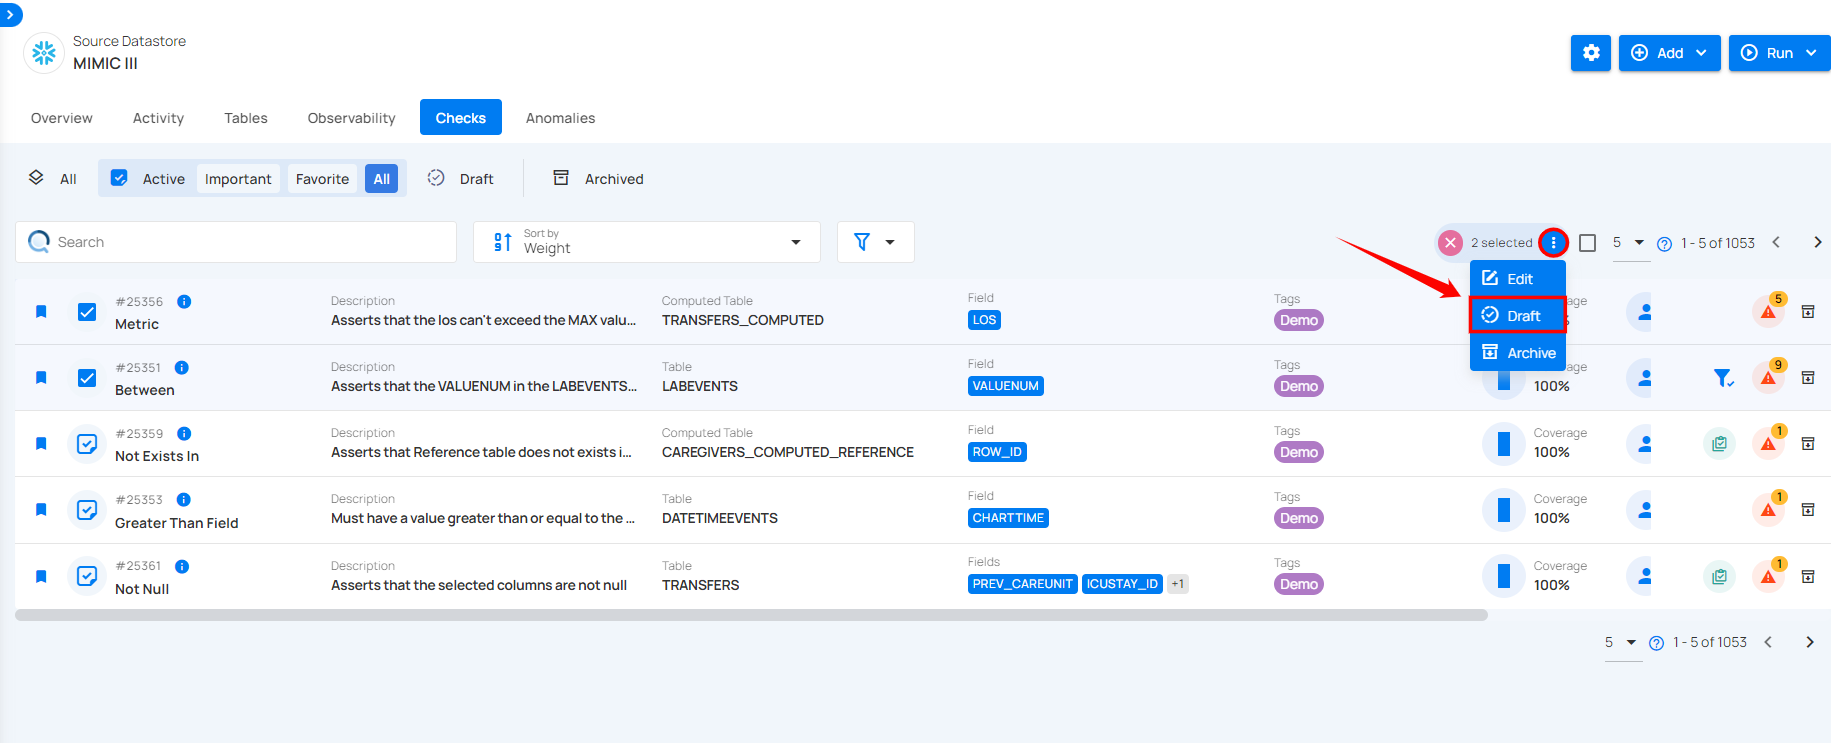 Source Datastore
MIMIC III
Add
Run
Overview
Activity
Tables
Observability
Checks
Anomalies
All
Active
Important
Favorite
All
Draft
Archived
Search
Sort by
Weight
2 selected
5
1 - 5 of 1053
Edit
Draft
Archive
#25356
Metric
Description
Asserts that the los can't exceed the MAX valu...
Computed Table
TRANSFERS_COMPUTED
Field
LOS
Tags
Demo
age
5
#25351
Between
Description
Asserts that the VALUENUM in the LABEVENTS...
Table
LABEVENTS
Field
VALUENUM
Tags
Demo
age
100%
9
#25359
Not Exists In
Description
Asserts that Reference table does not exists i...
Computed Table
CAREGIVERS_COMPUTED_REFERENCE
Field
ROW_ID
Tags
Demo
Coverage
100%
1
#25353
Greater Than Field
Description
Must have a value greater than or equal to the ...
Table
DATETIMEEVENTS
Field
CHARTTIME
Tags
Demo
Coverage
100%
1
#25361
Not Null
Description
Asserts that the selected columns are not null
Table
TRANSFERS
Fields
PREV_CAREUNIT ICUSTAY_ID +1
Tags
Demo
Coverage
100%
1
5
1 - 5 of 1053